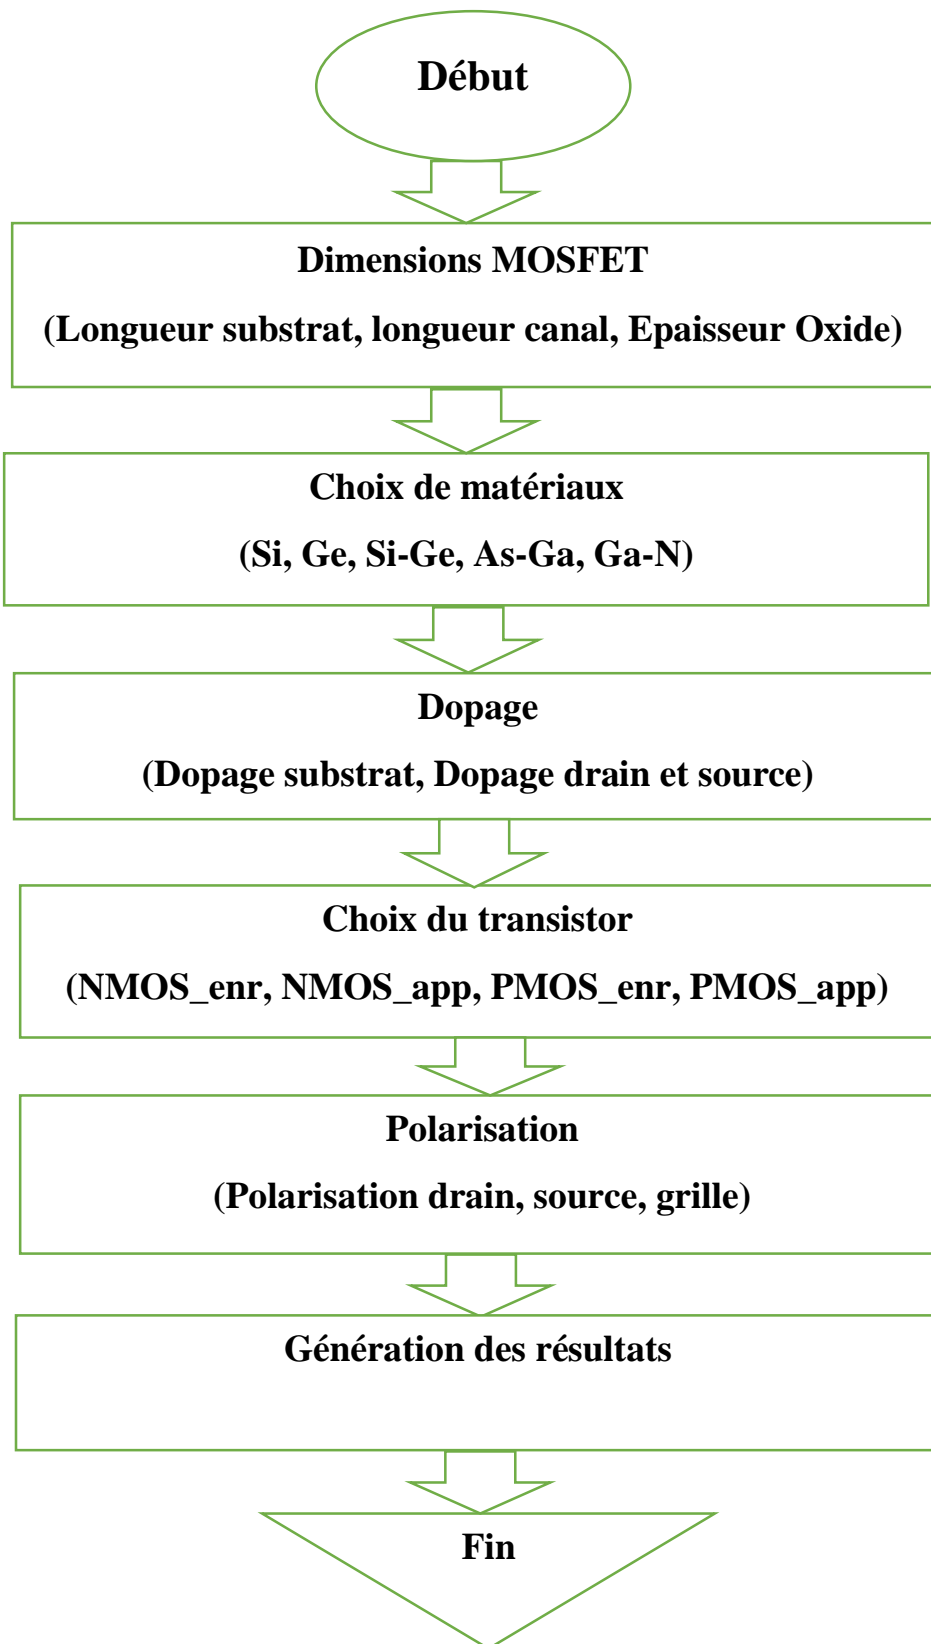 Début
Dimensions MOSFET
(Longueur substrat, longueur canal, Epaisseur Oxide)
Choix de matériaux
(Si, Ge, Si-Ge, As-Ga, Ga-N)
Dopage
(Dopage substrat, Dopage drain et source)
Choix du transistor
(NMOS_enr, NMOS_app, PMOS_enr, PMOS_app)
Polarisation
(Polarisation drain, source, grille)
Génération des résultats
Fin